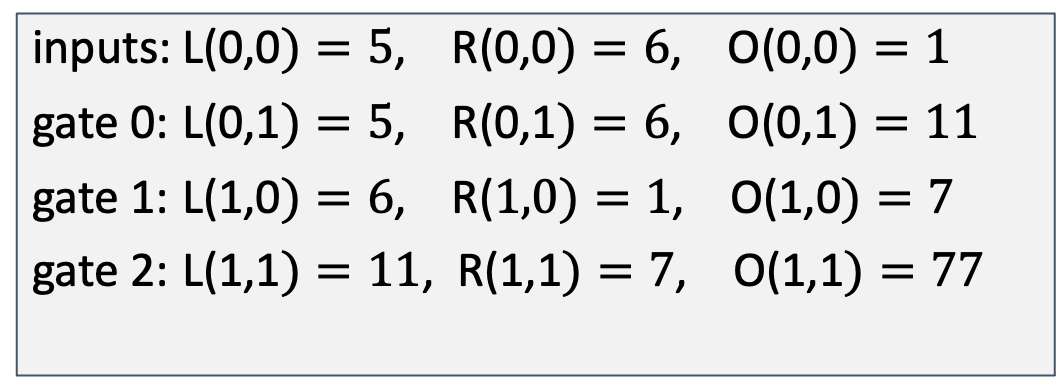 inputs: L(0,0) = 5, R(0,0) = 6, O(0,0) = 1
gate 0: L(0,1) = 5, R(0,1) = 6, O(0,1) = 11
gate 1: L(1,0) = 6, R(1,0) = 1, O(1,0) = 7
gate 2: L(1,1) = 11, R(1,1) = 7, O(1,1) = 77